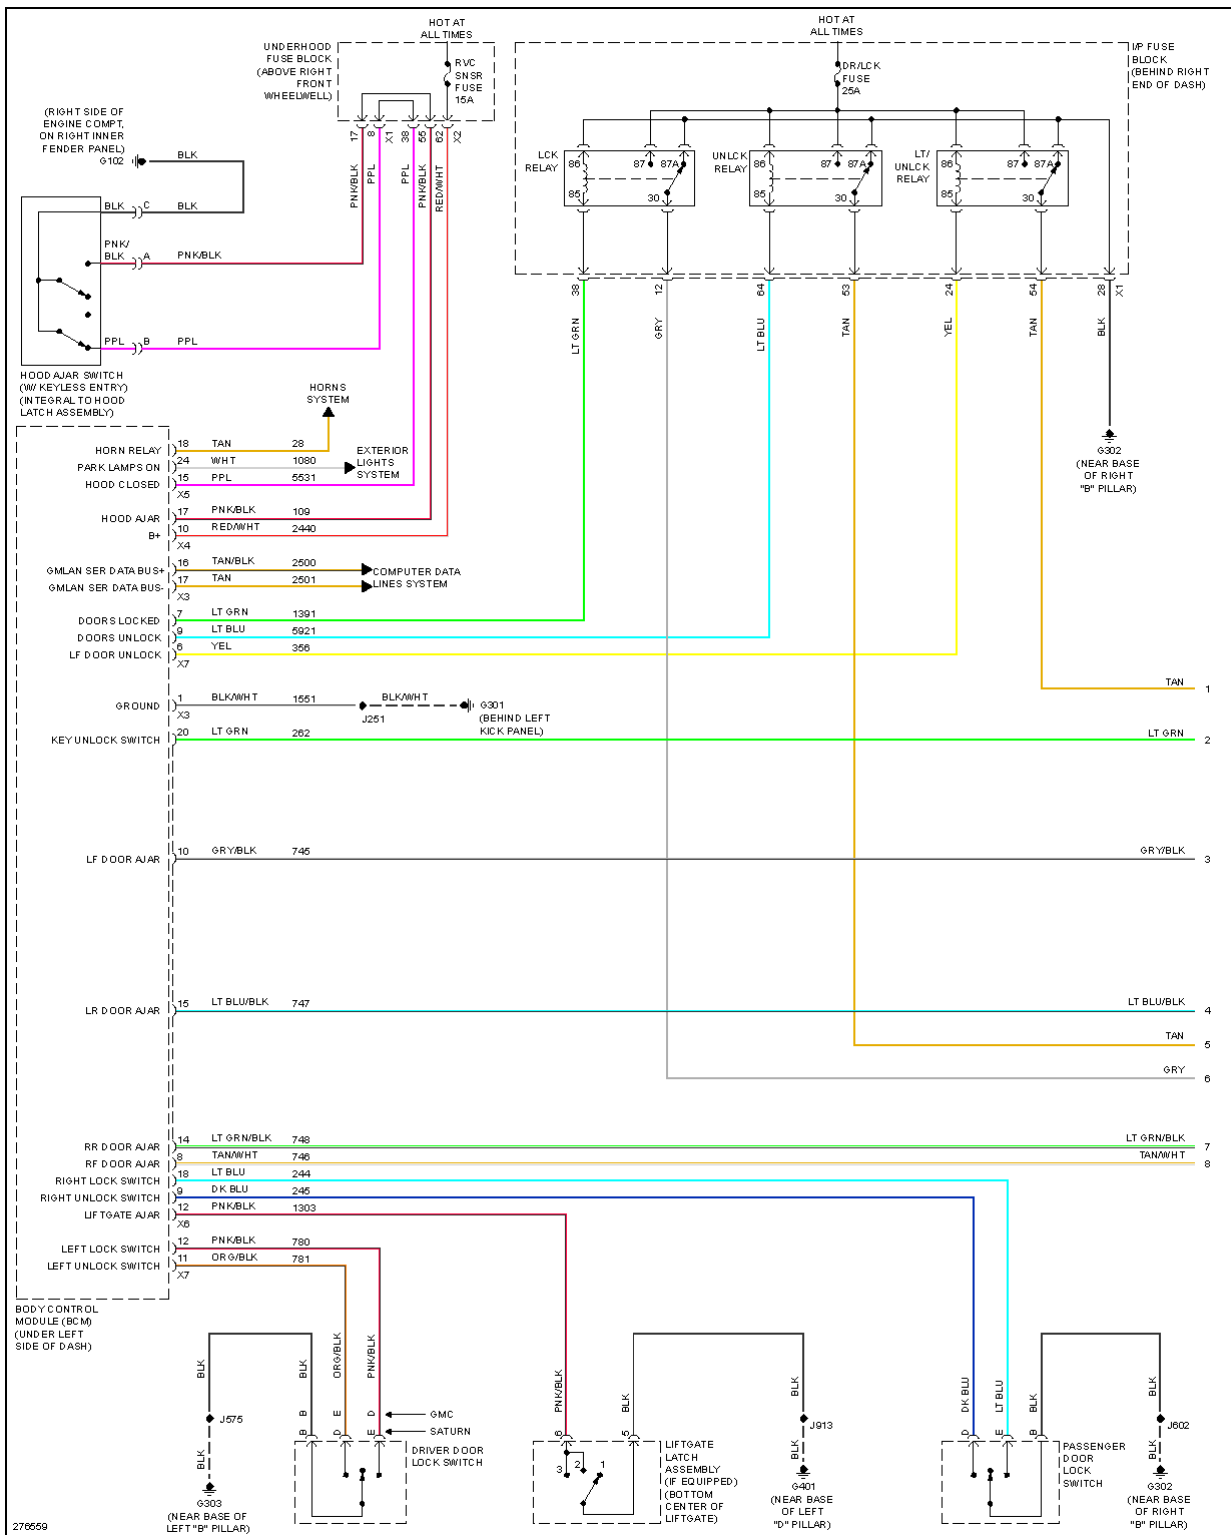 HOT AT
ALL TIMES
UNDERHOOD
FUSE BLOCK
(ABOVE RIGHT
FRONT
WHEELWELL)
RVC
SNSR
FUSE
15A
17
8
X1
38
55
62
X2
PNK/BLK
PPL
PPL
PNK/BLK
RED/WHT
HOT AT
ALL TIMES
DR/LCK
FUSE
25A
I/P FUSE
BLOCK
(BEHIND RIGHT
END OF DASH)
LCK
RELAY
86
87
87A
85
30
UNLCK
RELAY
86
87
87A
85
30
LT/
UNLCK
RELAY
86
87
87A
85
30
38
12
64
53
24
54
28
X1
LT GRN
GRY
LT BLU
TAN
YEL
TAN
BLK
G302
(NEAR BASE
OF RIGHT
"B" PILLAR)
(RIGHT SIDE OF
ENGINE COMPT,
ON RIGHT INNER
FENDER PANEL)
G102
BLK
BLK C BLK
PNK/
BLK A PNK/BLK
PPL B PPL
HOOD AJAR SWITCH
(W/ KEYLESS ENTRY)
(INTEGRAL TO HOOD
LATCH ASSEMBLY)
HORNS
SYSTEM
HORN RELAY 18 TAN 28
PARK LAMPS ON 24 WHT 1080
EXTERIOR
LIGHTS
SYSTEM
HOOD CLOSED 15 PPL 5531
X5
HOOD AJAR 17 PNK/BLK 109
B+ 10 RED/WHT 2440
X4
GMLAN SER DATA BUS+ 16 TAN/BLK 2500
GMLAN SER DATA BUS- 17 TAN 2501
COMPUTER DATA
LINES SYSTEM
X3
DOORS LOCKED 7 LT GRN 1391
DOORS UNLOCK 9 LT BLU 5921
LF DOOR UNLOCK 6 YEL 356
X7
TAN 1
GROUND 1 BLK/WHT 1551 BLK/WHT
X3
J251
G301
(BEHIND LEFT
KICK PANEL)
KEY UNLOCK SWITCH 20 LT GRN 262 LT GRN 2
LF DOOR AJAR 10 GRY/BLK 745 GRY/BLK 3
LR DOOR AJAR 15 LT BLU/BLK 747 LT BLU/BLK 4
TAN 5
GRY 6
RR DOOR AJAR 14 LT GRN/BLK 748 LT GRN/BLK 7
RF DOOR AJAR 8 TAN/WHT 746 TAN/WHT 8
RIGHT LOCK SWITCH 18 LT BLU 244
RIGHT UNLOCK SWITCH 9 DK BLU 245
LIFTGATE AJAR 12 PNK/BLK 1303
X6
LEFT LOCK SWITCH 12 PNK/BLK 780
LEFT UNLOCK SWITCH 11 ORG/BLK 781
X7
BODY CONTROL
MODULE (BCM)
(UNDER LEFT
SIDE OF DASH)
BLK
BLK
ORG/BLK
PNK/BLK
J575
BLK
G303
(NEAR BASE OF
LEFT "B" PILLAR)
B
E
D
GMC
B
D
E
SATURN
DRIVER DOOR
LOCK SWITCH
PNK/BLK
BLK
BLK
6
5
3
2
1
LIFTGATE
LATCH
ASSEMBLY
(IF EQUIPPED)
(BOTTOM
CENTER OF
LIFTGATE)
J913
BLK
G401
(NEAR BASE
OF LEFT
"D" PILLAR)
DK BLU
LT BLU
BLK
BLK
D
E
B
PASSENGER
DOOR
LOCK
SWITCH
J602
BLK
G302
(NEAR BASE
OF RIGHT
"B" PILLAR)
276559